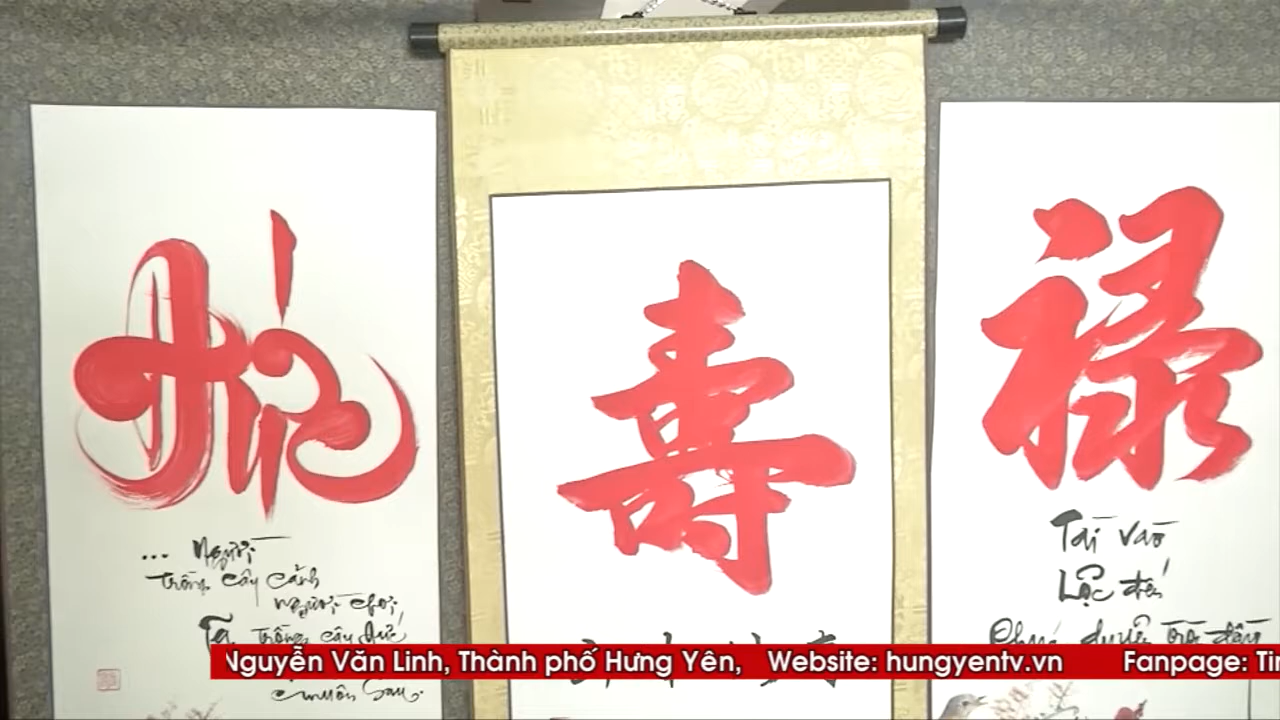 Đức
... Người
trồng cây cảnh
người chơi
Ta trồng cây đức
muôn sau.
壽
祿
Tài vào
Lộc đến
Nguyễn Văn Linh, Thành phố Hưng Yên, Website: hungyentv.vn Fanpage: